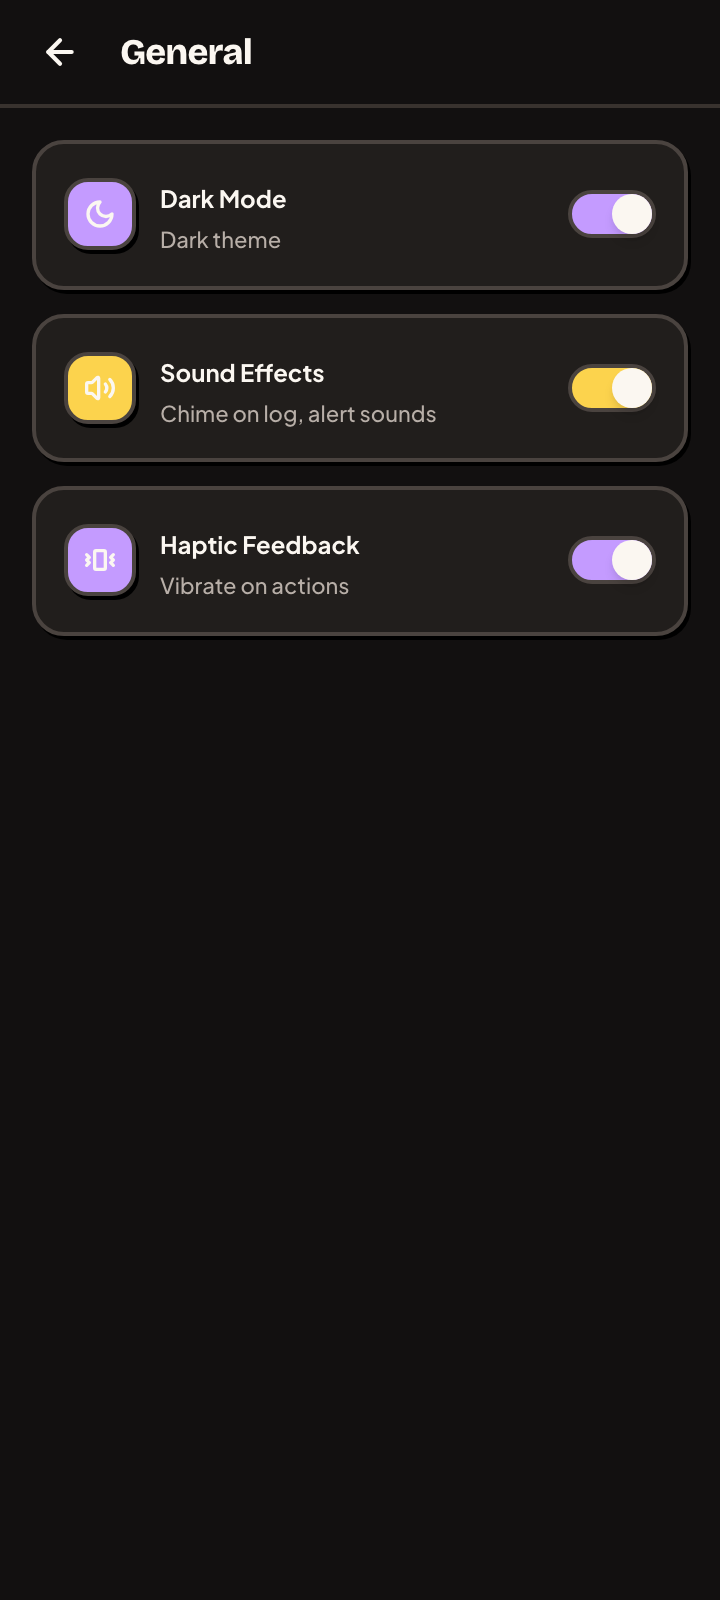 General
Dark Mode
Dark theme
Sound Effects
Chime on log, alert sounds
Haptic Feedback
Vibrate on actions